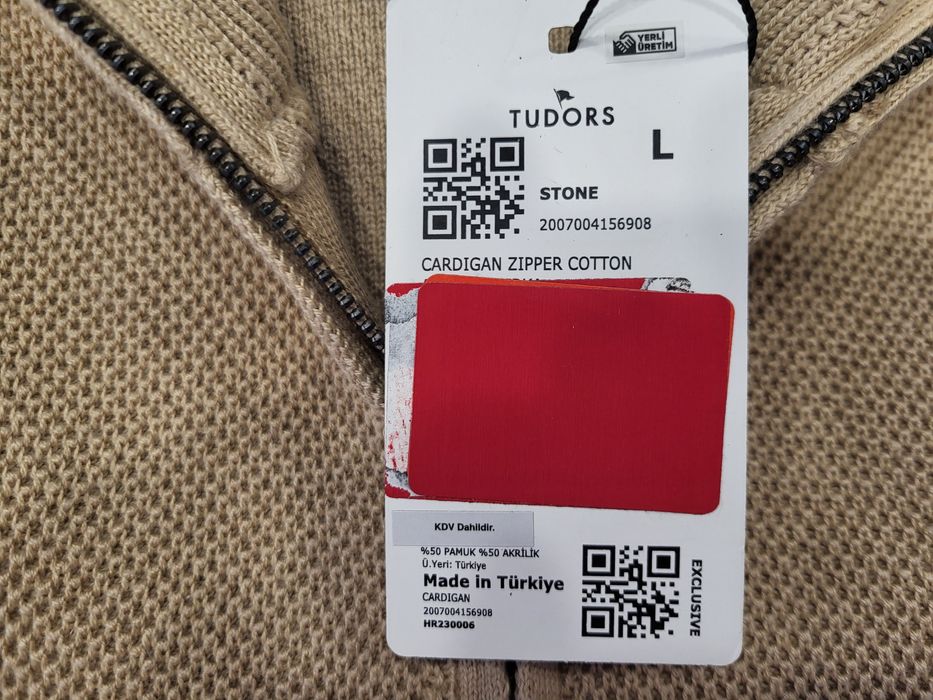 YERLİ
ÜRETİM
TUDORS
L
STONE
2007004156908
CARDIGAN ZIPPER COTTON
KDV Dahildir.
%50 PAMUK %50 AKRİLİK
Ü.Yeri: Türkiye
Made in Türkiye
CARDIGAN
2007004156908
HR230006
EXCLUSIVE